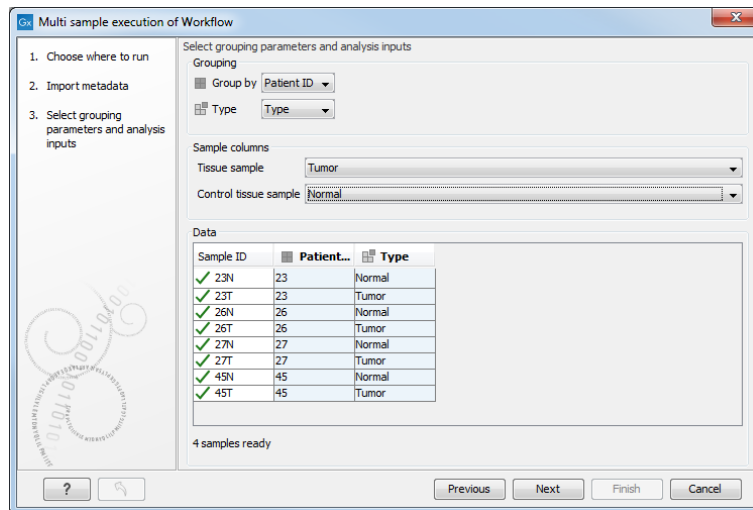 Gx Multi sample execution of Workflow
1. Choose where to run
2. Import metadata
3. Select grouping
parameters and analysis
inputs
Select grouping parameters and analysis inputs
Grouping
Group by Patient ID
Type Type
Sample columns
Tissue sample Tumor
Control tissue sample Normal
Data
Sample ID Patient... Type
23N 23 Normal
23T 23 Tumor
26N 26 Normal
26T 26 Tumor
27N 27 Normal
27T 27 Tumor
45N 45 Normal
45T 45 Tumor
4 samples ready
? Previous Next Finish Cancel